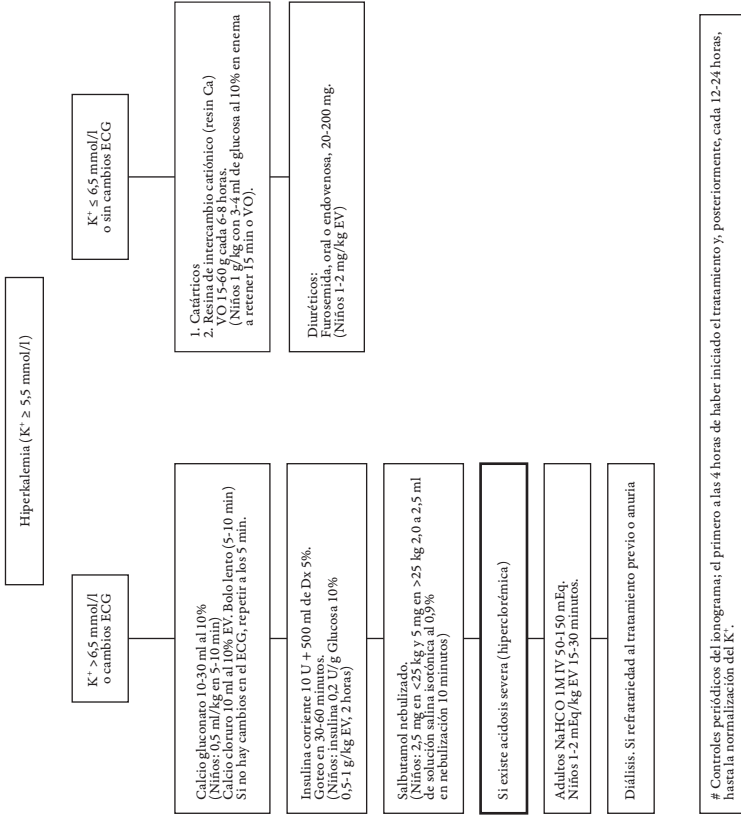 Hiperkalemia (K⁺ ≥ 5,5 mmol/l)
K⁺ >6,5 mmol/l
o cambios ECG
Calcio gluconato 10-30 ml al 10%
(Niños: 0,5 ml/kg en 5-10 min)
Calcio cloruro 10 ml al 10% EV. Bolo lento (5-10 min)
Si no hay cambios en el ECG, repetir a los 5 min.
Insulina corriente 10 U + 500 ml de Dx 5%.
Goteo en 30-60 minutos.
(Niños: insulina 0,2 U/g Glucosa 10%
0,5-1 g/kg EV, 2 horas)
Salbutamol nebulizado.
(Niños: 2,5 mg en <25 kg y 5 mg en >25 kg 2,0 a 2,5 ml
de solución salina isotónica al 0,9%
en nebulización 10 minutos)
Si existe acidosis severa (hiperclorémica)
Adultos NaHCO 1M IV 50-150 mEq.
Niños 1-2 mEq/kg EV 15-30 minutos.
Diálisis. Si refratariedad al tratamiento previo o anuria
K⁺ ≤ 6,5 mmol/l
o sin cambios ECG
1. Catárticos
2. Resina de intercambio catiónico (resin Ca)
VO 15-60 g cada 6-8 horas.
(Niños 1 g/kg con 3-4 ml de glucosa al 10% en enema
a retener 15 min o VO).
Diuréticos:
Furosemida, oral o endovenosa, 20-200 mg.
(Niños 1-2 mg/kg EV)
# Controles periódicos del ionograma; el primero a las 4 horas de haber iniciado el tratamiento y, posteriormente, cada 12-24 horas,
hasta la normalización del K⁺.